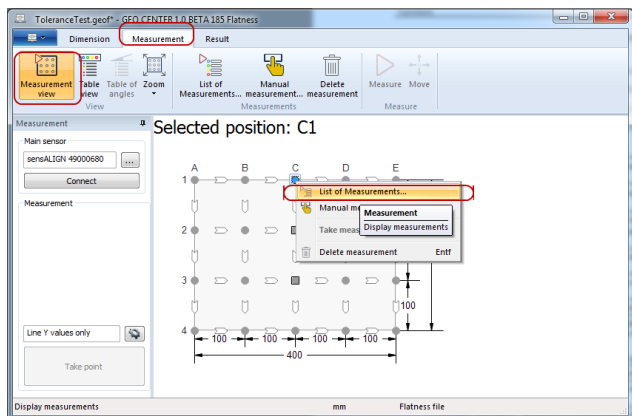 ToleranceTest.geof* - GEO CENTER 1.0 BETA 185 Flatness
Dimension Measurement Result
Measurement view
Table view
Table of angles
Zoom
List of Measurements...
Manual measurement...
Delete measurement
Measure
Move
View Measurements Measure
Measurement
Main sensor
sensALIGN 49000680 ...
Connect
Measurement
Line Y values only
Take point
Selected position: C1
A B C D E
1
List of Measurements...
Manual me
Measurement
Display measurements
2
Take meas
Delete measurement Entf
3
100
4
100 100 100 100
400
Display measurements mm Flatness file